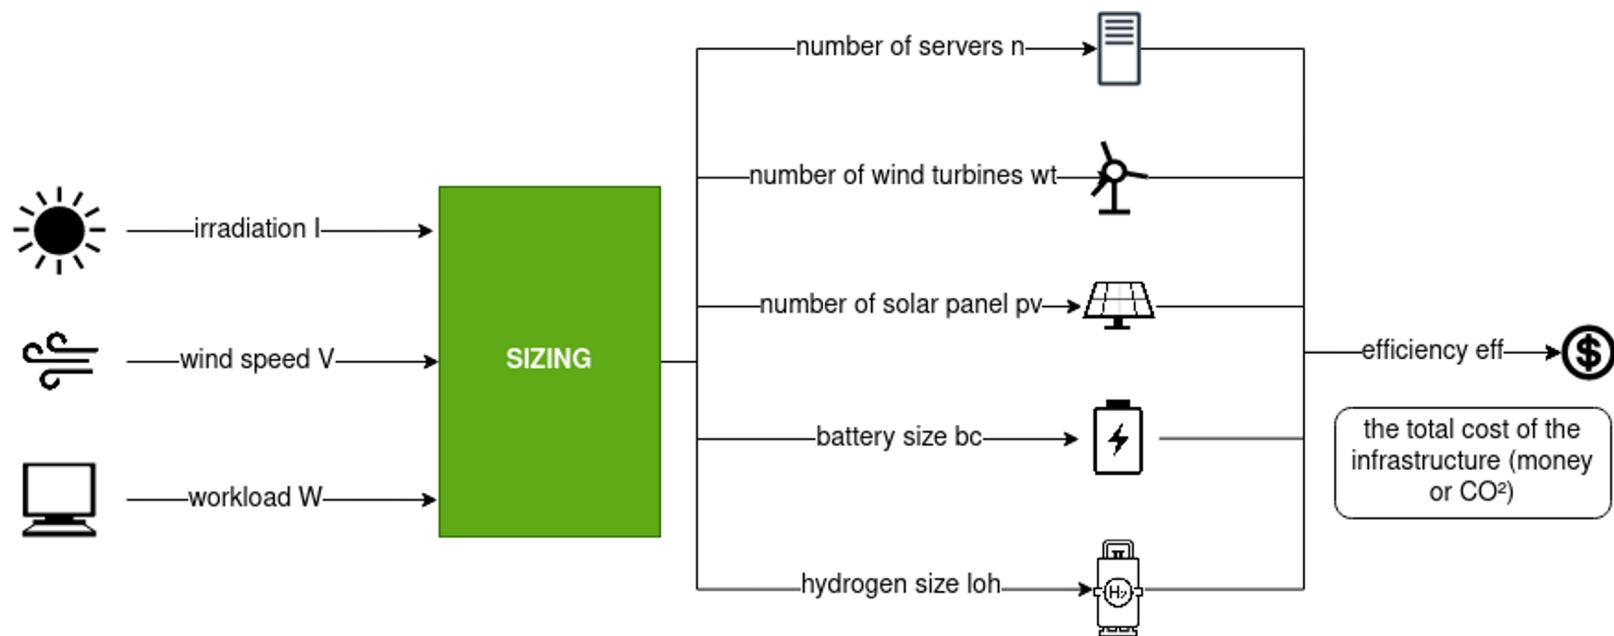 number of servers n
number of wind turbines wt
irradiation I
number of solar panel pv
wind speed V
SIZING
efficiency eff
$
battery size bc
the total cost of the
infrastructure (money
or CO²)
workload W
hydrogen size loh
H₂